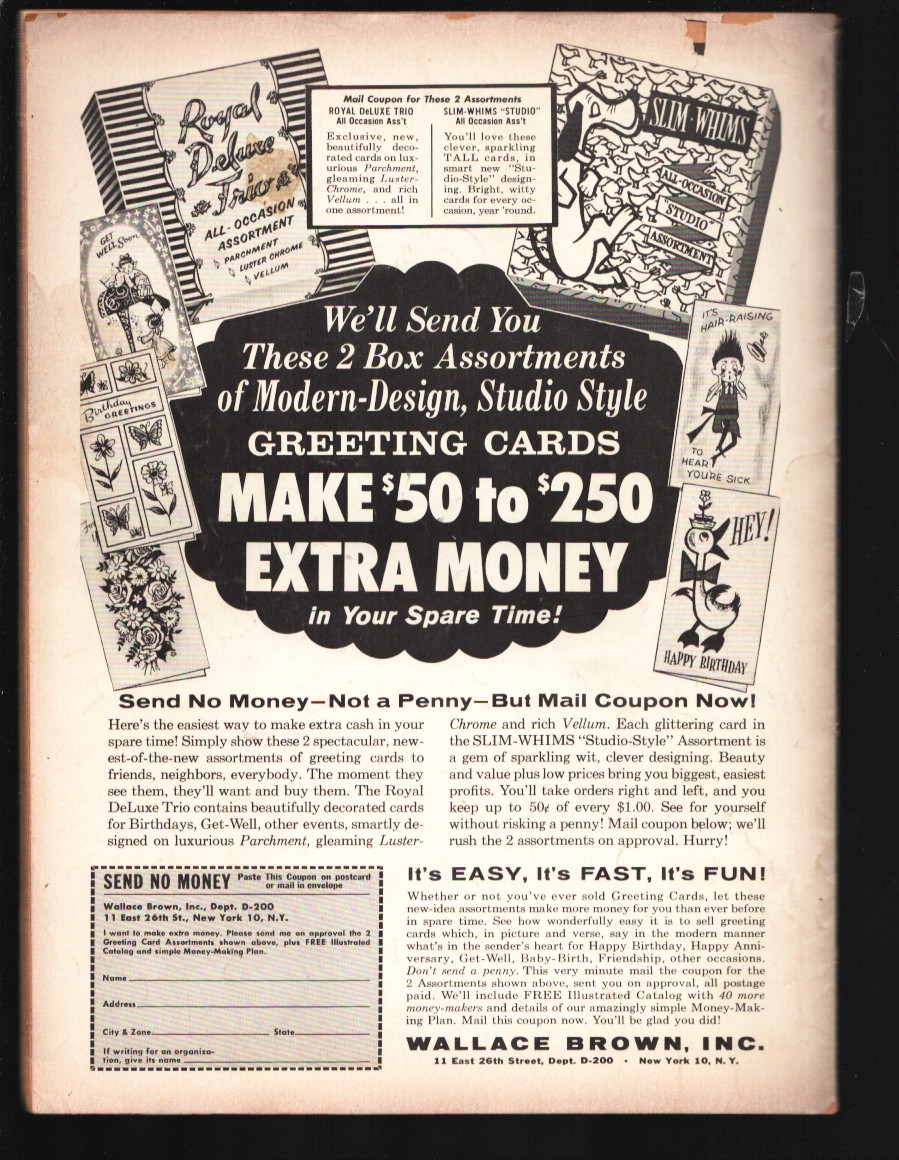 Royal
DeLuxe
Trio
ALL-OCCASION
ASSORTMENT
PARCHMENT
LUSTER CHROME
VELLUM
Mail Coupon for These 2 Assortments
ROYAL DeLUXE TRIO
All Occasion Ass't
Exclusive, new,
beautifully deco-
rated cards on lux-
urious Parchment,
gleaming Luster-
Chrome, and rich
Vellum . . . all in
one assortment!
SLIM-WHIMS "STUDIO"
All Occasion Ass't
You'll love these
clever, sparkling
TALL cards, in
smart new "Stu-
dio-Style" design-
ing. Bright, witty
cards for every oc-
casion, year 'round.
SLIM-WHIMS
ALL-OCCASION
"STUDIO"
ASSORTMENT
GET
WELL Soon
Birthday
GREETINGS
For
IT'S
HAIR-RAISING
TO
HEAR
YOU'RE SICK
HEY!
HAPPY BIRTHDAY
We'll Send You
These 2 Box Assortments
of Modern-Design, Studio Style
GREETING CARDS
MAKE $50 to $250
EXTRA MONEY
in Your Spare Time!
Send No Money—Not a Penny—But Mail Coupon Now!
Here's the easiest way to make extra cash in your
spare time! Simply show these 2 spectacular, new-
est-of-the-new assortments of greeting cards to
friends, neighbors, everybody. The moment they
see them, they'll want and buy them. The Royal
DeLuxe Trio contains beautifully decorated cards
for Birthdays, Get-Well, other events, smartly de-
signed on luxurious Parchment, gleaming Luster-
Chrome and rich Vellum. Each glittering card in
the SLIM-WHIMS "Studio-Style" Assortment is
a gem of sparkling wit, clever designing. Beauty
and value plus low prices bring you biggest, easiest
profits. You'll take orders right and left, and you
keep up to 50¢ of every $1.00. See for yourself
without risking a penny! Mail coupon below; we'll
rush the 2 assortments on approval. Hurry!
SEND NO MONEY Paste This Coupon on postcard
or mail in envelope
Wallace Brown, Inc., Dept. D-200
11 East 26th St., New York 10, N.Y.
I want to make extra money. Please send me on approval the 2
Greeting Card Assortments shown above, plus FREE Illustrated
Catalog and simple Money-Making Plan.
Name
Address
City & Zone State
If writing for an organiza-
tion, give its name
It's EASY, It's FAST, It's FUN!
Whether or not you've ever sold Greeting Cards, let these
new-idea assortments make more money for you than ever before
in spare time. See how wonderfully easy it is to sell greeting
cards which, in picture and verse, say in the modern manner
what's in the sender's heart for Happy Birthday, Happy Anni-
versary, Get-Well, Baby-Birth, Friendship, other occasions.
Don't send a penny. This very minute mail the coupon for the
2 Assortments shown above, sent you on approval, all postage
paid. We'll include FREE Illustrated Catalog with 40 more
money-makers and details of our amazingly simple Money-Mak-
ing Plan. Mail this coupon now. You'll be glad you did!
WALLACE BROWN, INC.
11 East 26th Street, Dept. D-200 • New York 10, N. Y.